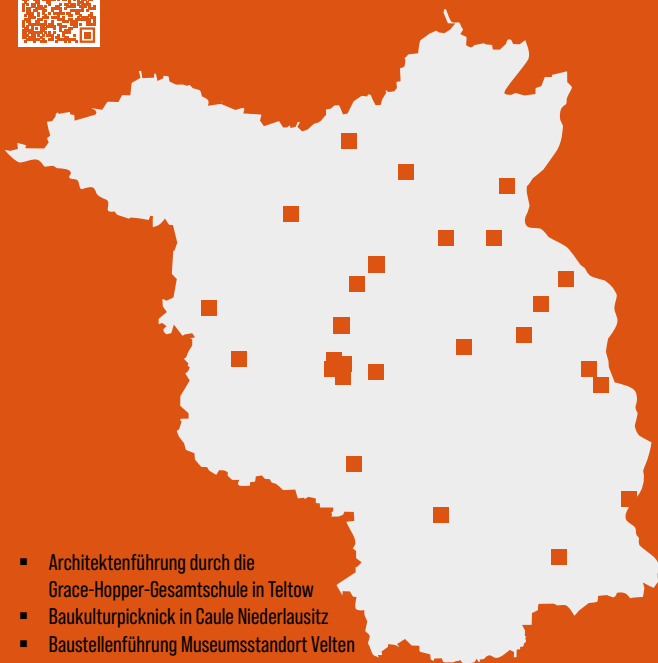 ▪ Architektenführung durch die
Grace-Hopper-Gesamtschule in Teltow
▪ Baukulturpicknick in Caule Niederlausitz
▪ Baustellenführung Museumsstandort Velten